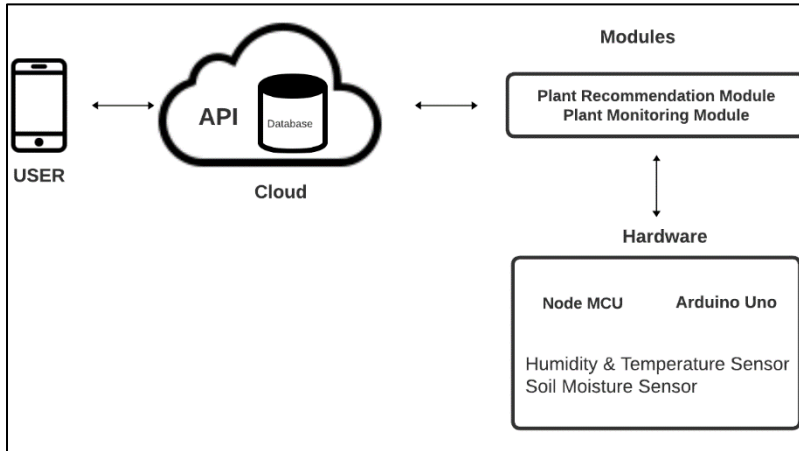 Modules
Plant Recommendation Module
Plant Monitoring Module
API
Database
USER
Cloud
Hardware
Node MCU
Arduino Uno
Humidity & Temperature Sensor
Soil Moisture Sensor